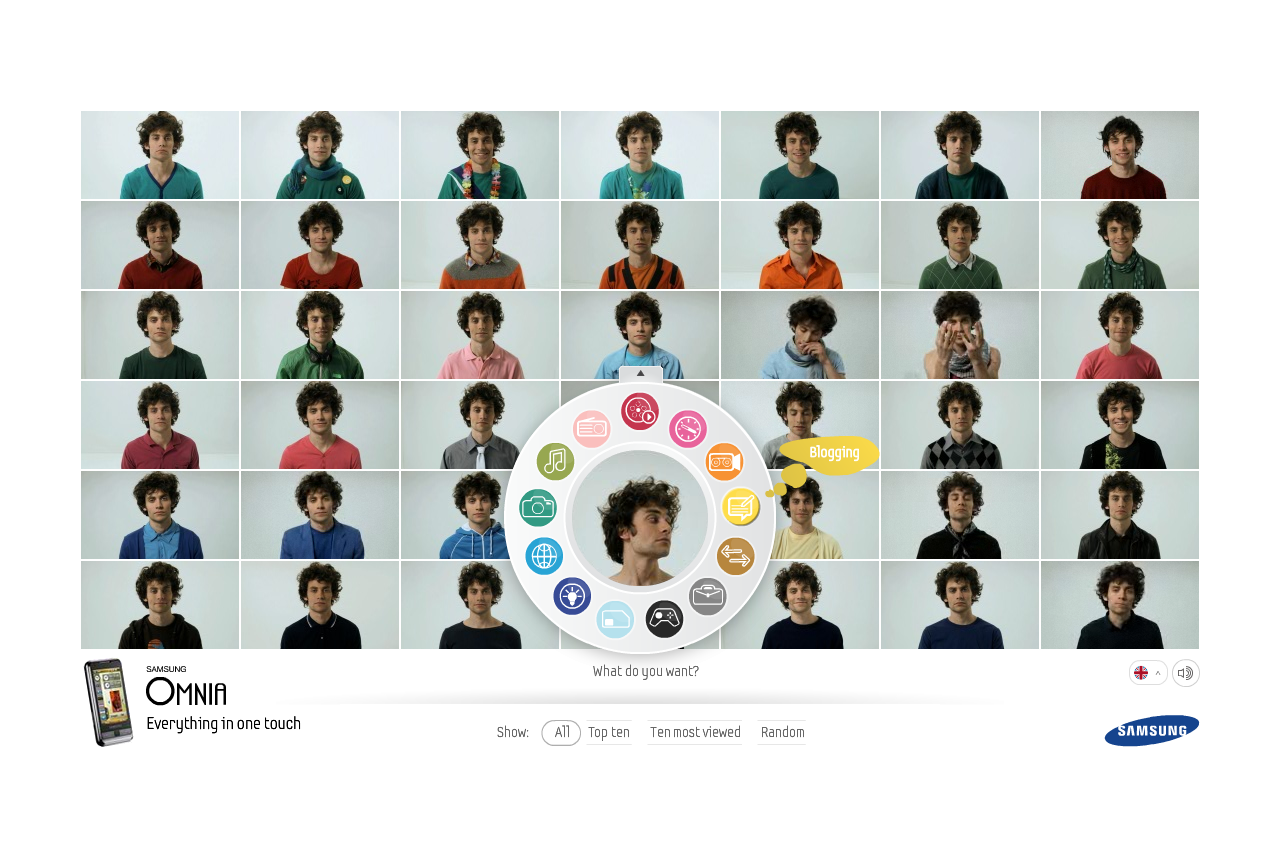 Blogging
What do you want?
SAMSUNG
OMNIA
Everything in one touch
Show: All Top ten Ten most viewed Random
SAMSUNG